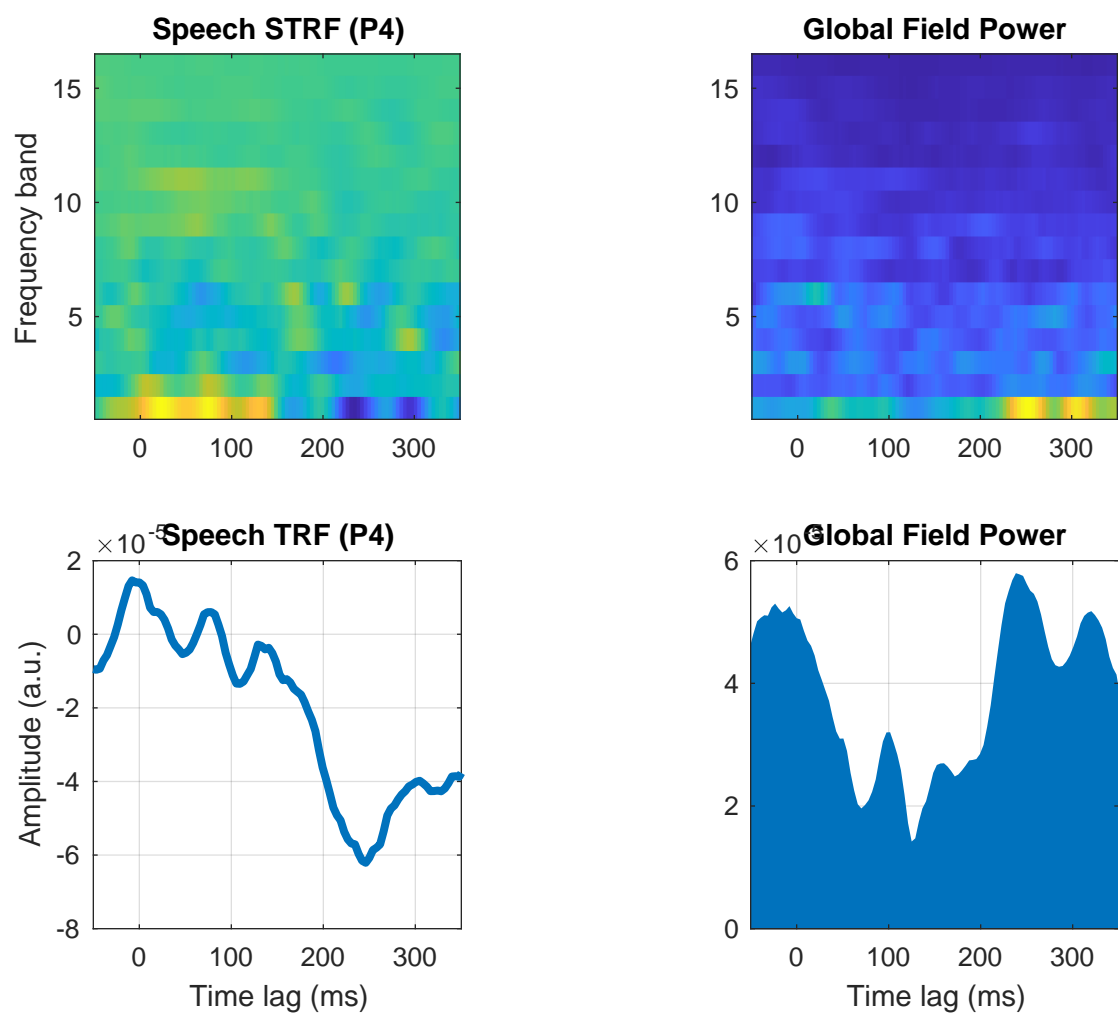 Speech STRF (P4)
Frequency band
15
10
5
0 100 200 300
Global Field Power
15
10
5
0 100 200 300
×10⁻⁵
Speech TRF (P4)
Amplitude (a.u.)
2
0
-2
-4
-6
-8
0 100 200 300
Time lag (ms)
×10
Global Field Power
6
4
2
0
0 100 200 300
Time lag (ms)